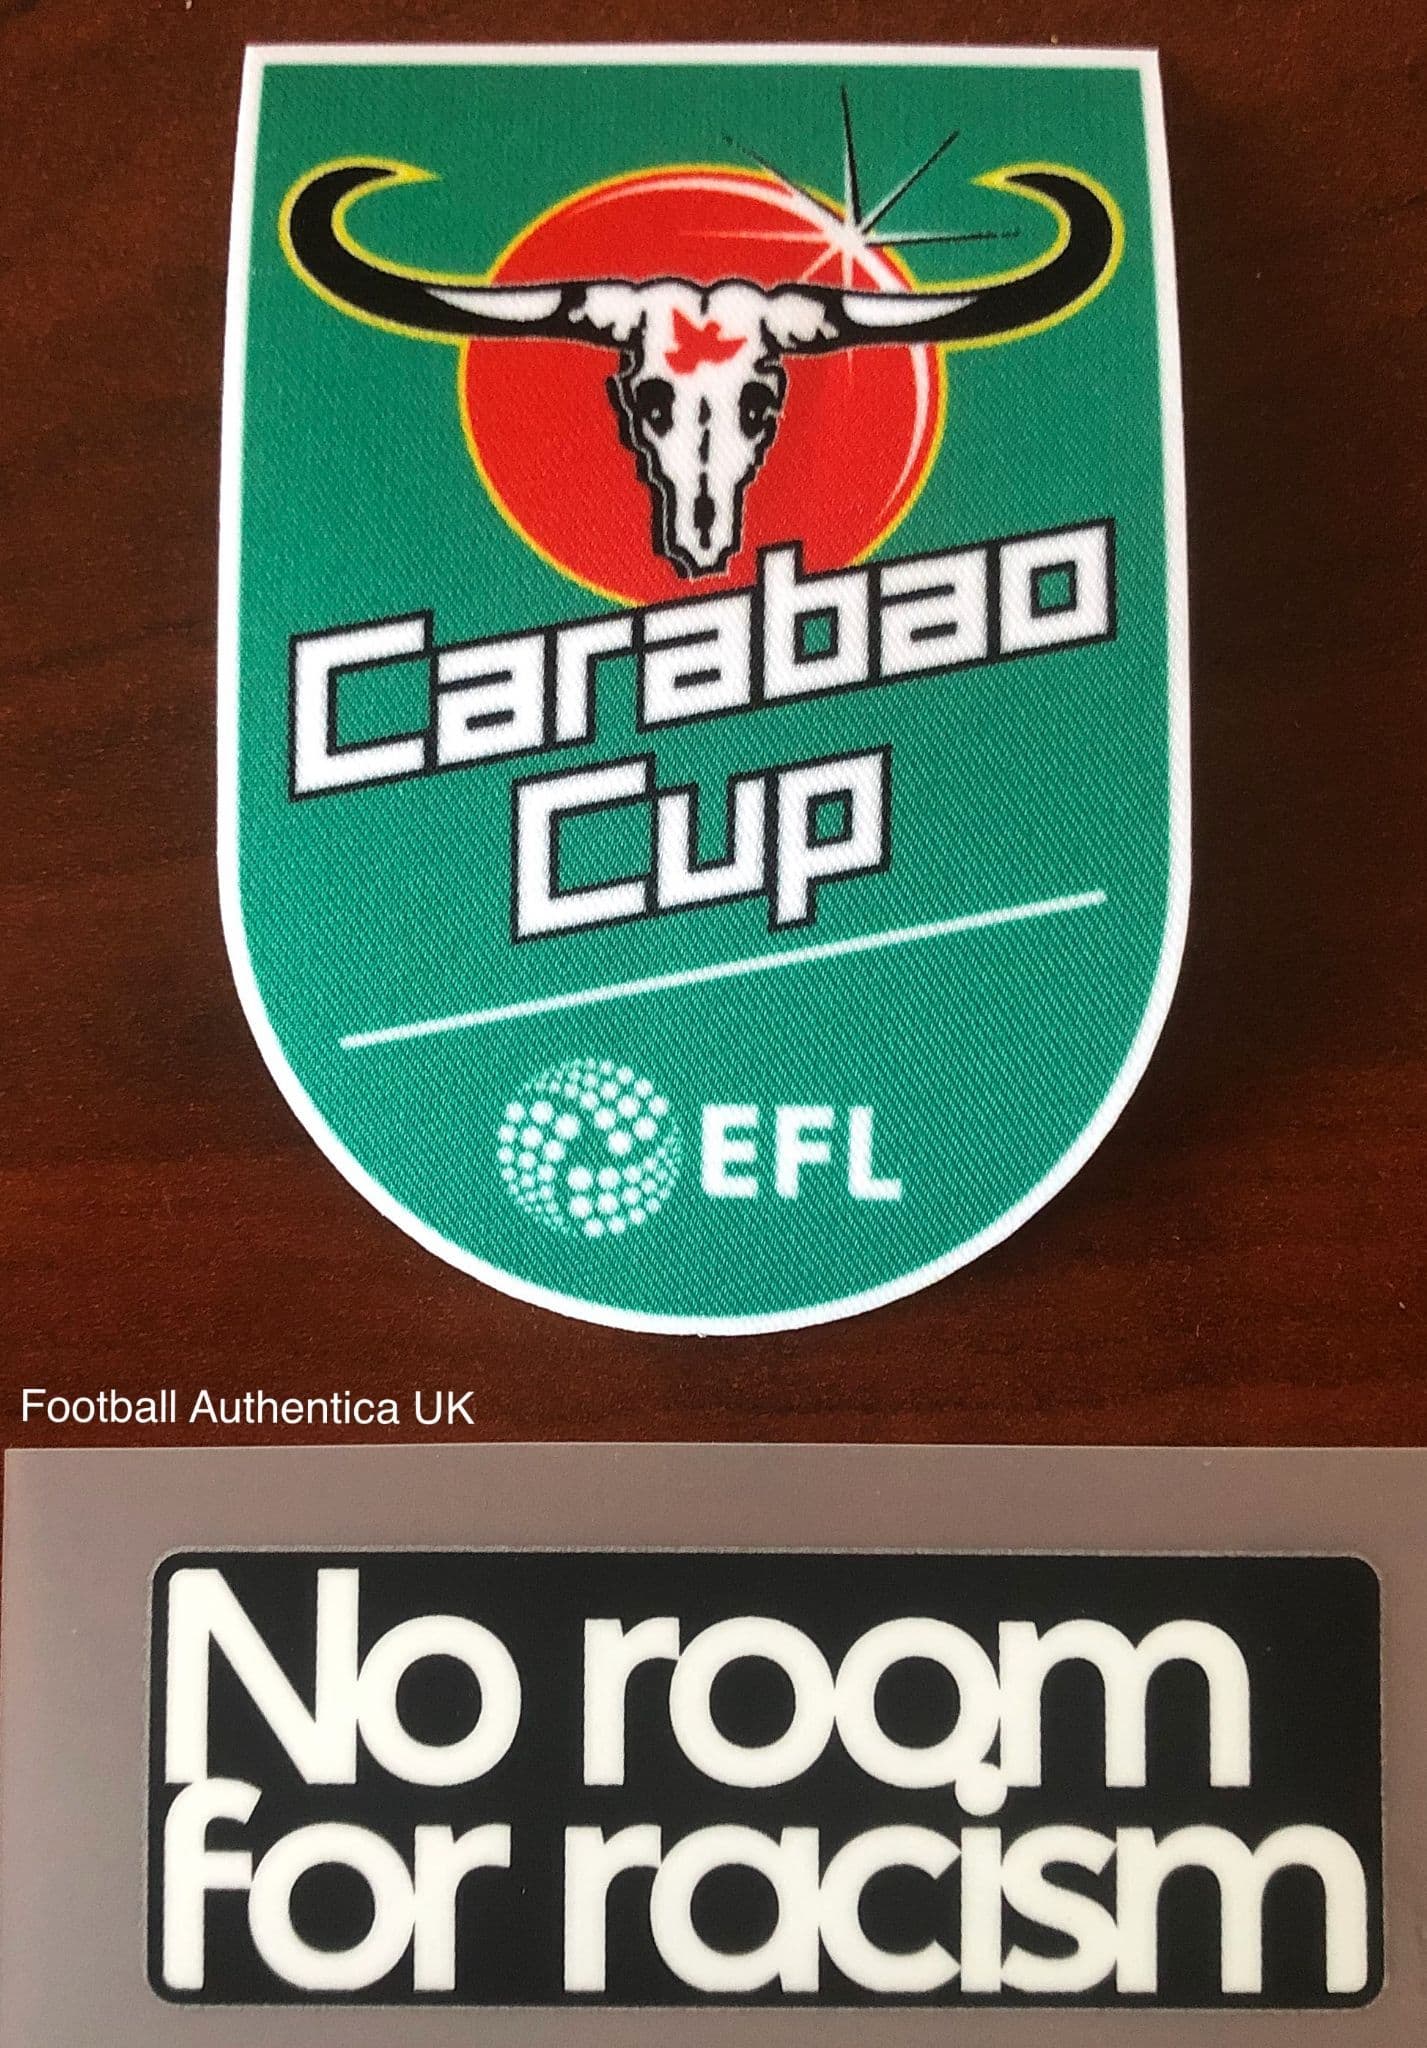 Carabao
Cup
EFL
Football Authentica UK
No room
for racism